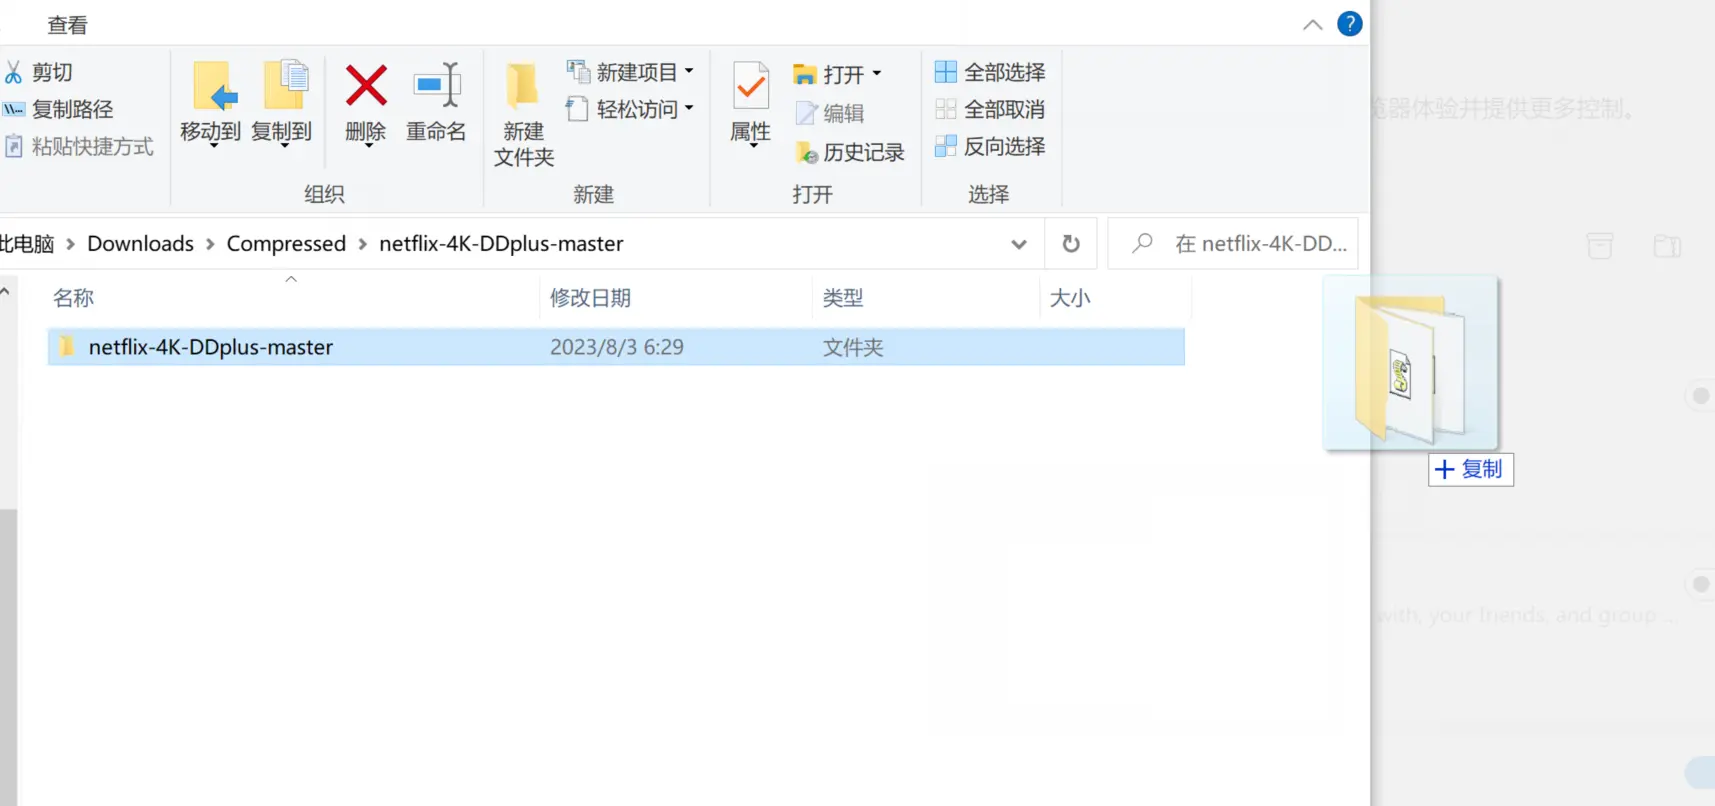 查看
?
剪切
复制路径
粘贴快捷方式
移动到
复制到
删除
重命名
新建
文件夹
新建项目
轻松访问
属性
打开
编辑
历史记录
全部选择
全部取消
反向选择
组织
新建
打开
选择
览器体验并提供更多控制。
此电脑 > Downloads > Compressed > netflix-4K-DDplus-master
在 netflix-4K-DD...
名称
修改日期
类型
大小
netflix-4K-DDplus-master 2023/8/3 6:29 文件夹
+ 复制
with, your friends, and group ...